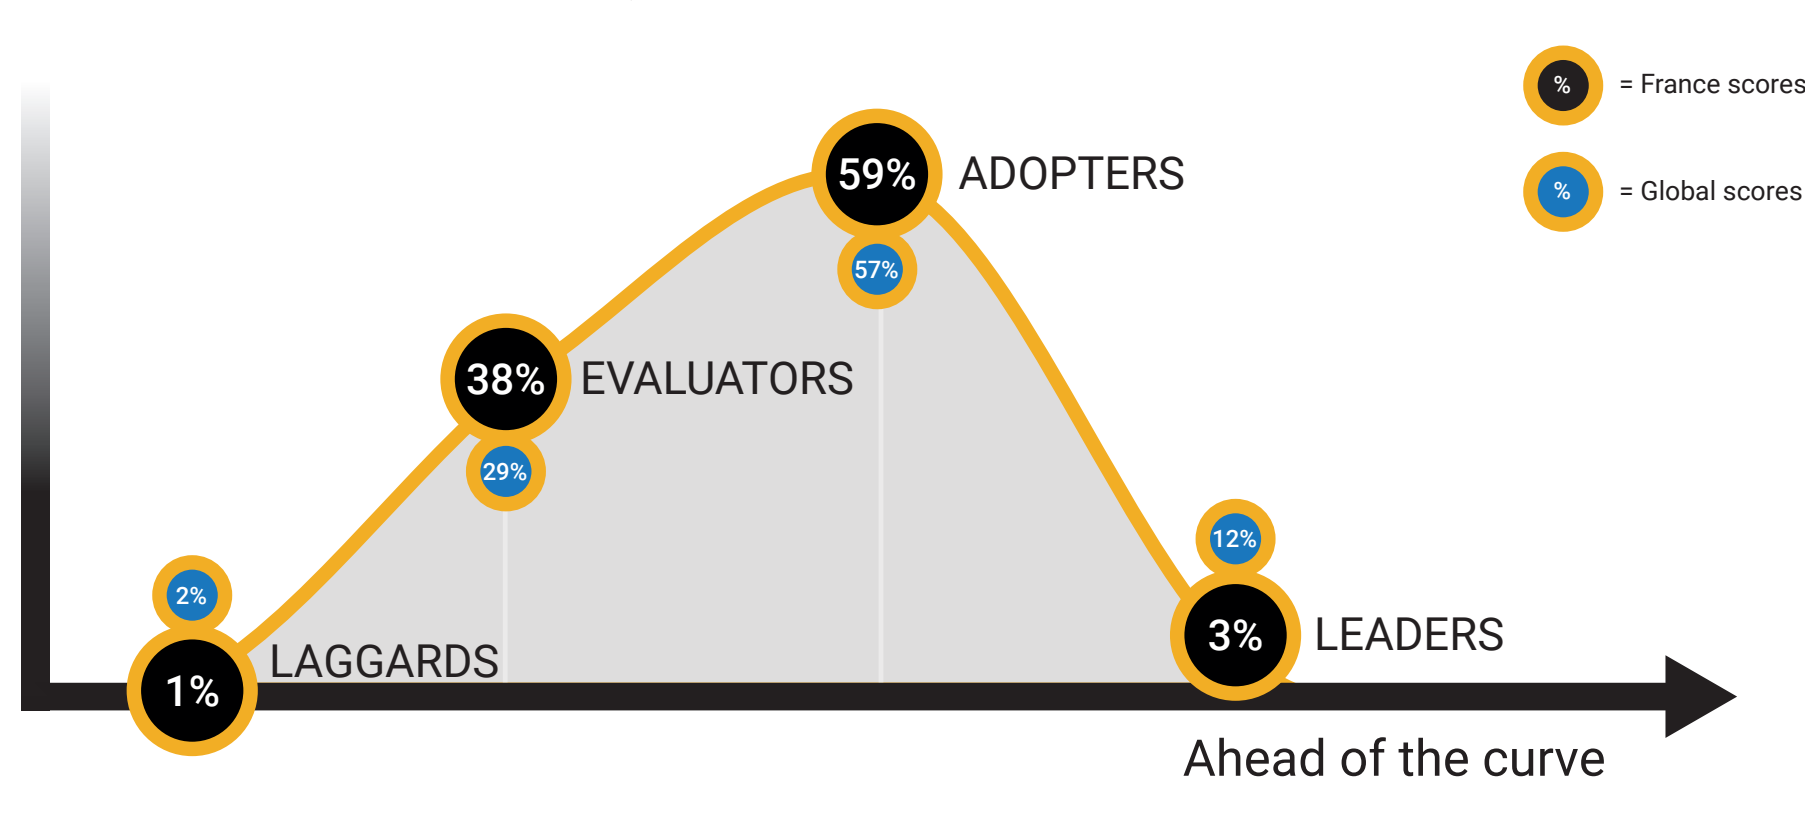 %
= France scores
59%
ADOPTERS
%
= Global scores
57%
38%
EVALUATORS
29%
12%
2%
3%
LEADERS
LAGGARDS
1%
Ahead of the curve